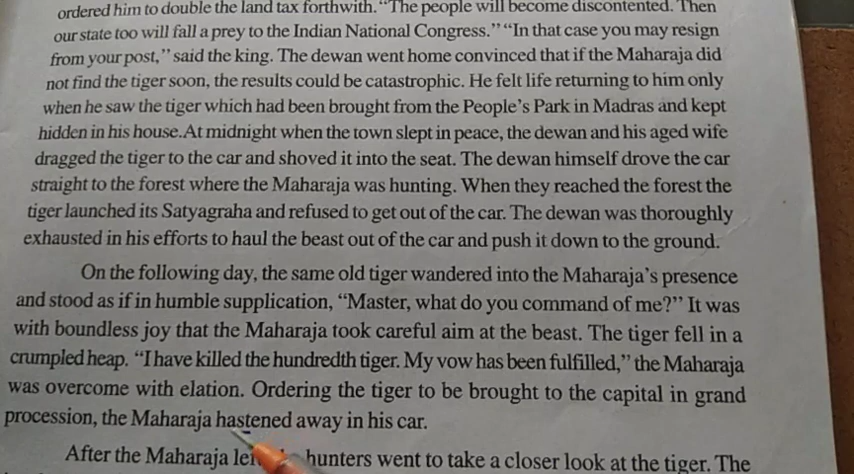 ordered him to double the land tax forthwith. “The people will become discontented. Then
our state too will fall a prey to the Indian National Congress.” “In that case you may resign
from your post,” said the king. The dewan went home convinced that if the Maharaja did
not find the tiger soon, the results could be catastrophic. He felt life returning to him only
when he saw the tiger which had been brought from the People’s Park in Madras and kept
hidden in his house.At midnight when the town slept in peace, the dewan and his aged wife
dragged the tiger to the car and shoved it into the seat. The dewan himself drove the car
straight to the forest where the Maharaja was hunting. When they reached the forest the
tiger launched its Satyagraha and refused to get out of the car. The dewan was thoroughly
exhausted in his efforts to haul the beast out of the car and push it down to the ground.
On the following day, the same old tiger wandered into the Maharaja’s presence
and stood as if in humble supplication, “Master, what do you command of me?” It was
with boundless joy that the Maharaja took careful aim at the beast. The tiger fell in a
crumpled heap. “I have killed the hundredth tiger. My vow has been fulfilled,” the Maharaja
was overcome with elation. Ordering the tiger to be brought to the capital in grand
procession, the Maharaja hastened away in his car.
After the Maharaja hunters went to take a closer look at the tiger. The